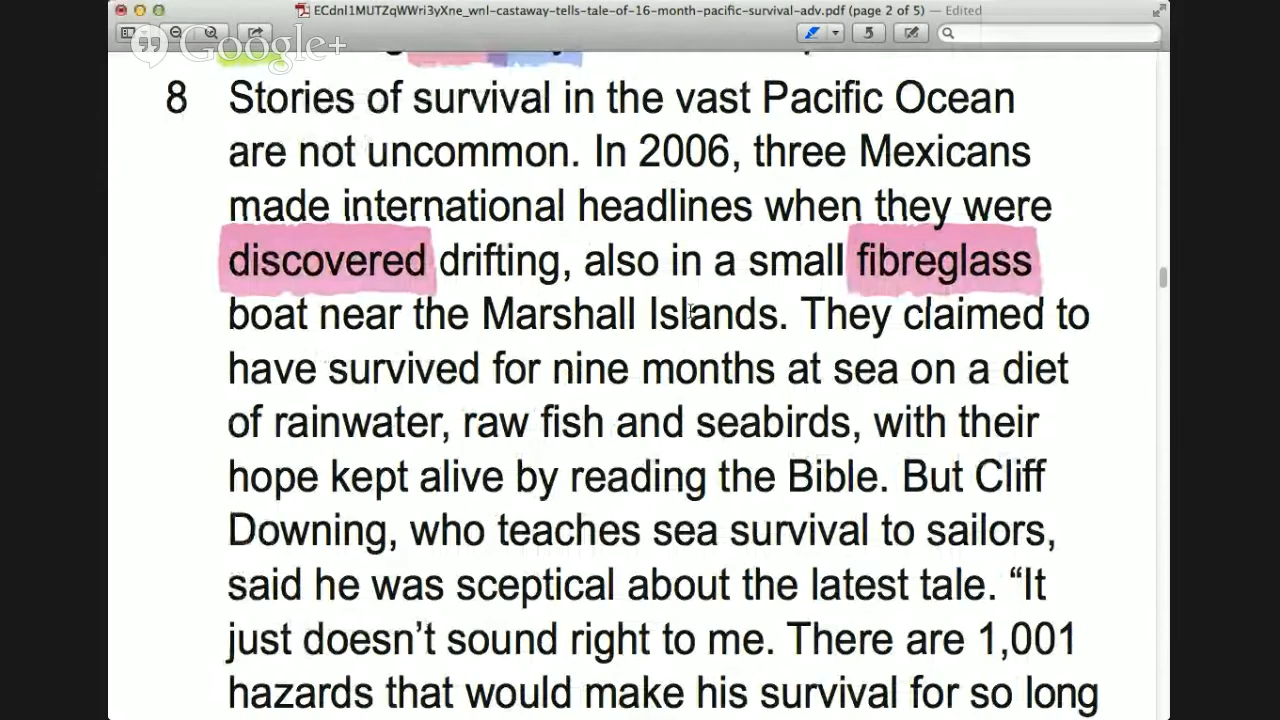 ECdnl1MUTZqWWri3yXne_wnl-castaway-tells-tale-of-16-month-pacific-survival-adv.pdf (page 2 of 5) — Edited
Google+
8 Stories of survival in the vast Pacific Ocean
are not uncommon. In 2006, three Mexicans
made international headlines when they were
discovered drifting, also in a small fibreglass
boat near the Marshall Islands. They claimed to
have survived for nine months at sea on a diet
of rainwater, raw fish and seabirds, with their
hope kept alive by reading the Bible. But Cliff
Downing, who teaches sea survival to sailors,
said he was sceptical about the latest tale. “It
just doesn’t sound right to me. There are 1,001
hazards that would make his survival for so long